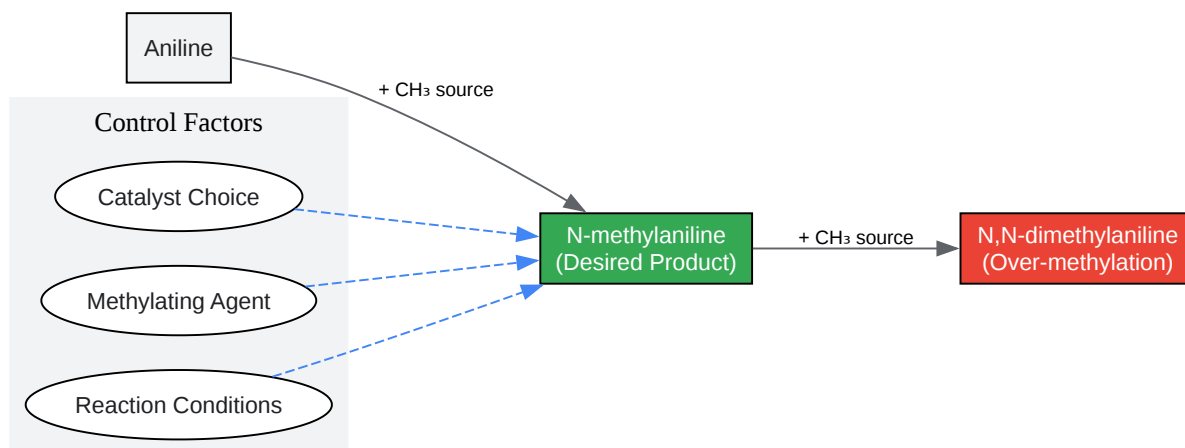 Aniline
+ CH₃ source
Control Factors
Catalyst Choice
Methylating Agent
Reaction Conditions
N-methylaniline
(Desired Product)
+ CH₃ source
N,N-dimethylaniline
(Over-methylation)